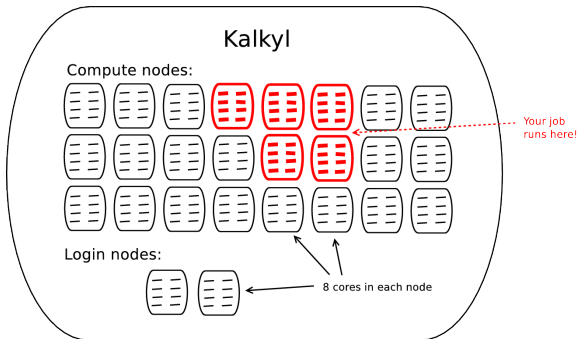 Kalkyl
Compute nodes:
Your job
runs here!
Login nodes:
8 cores in each node